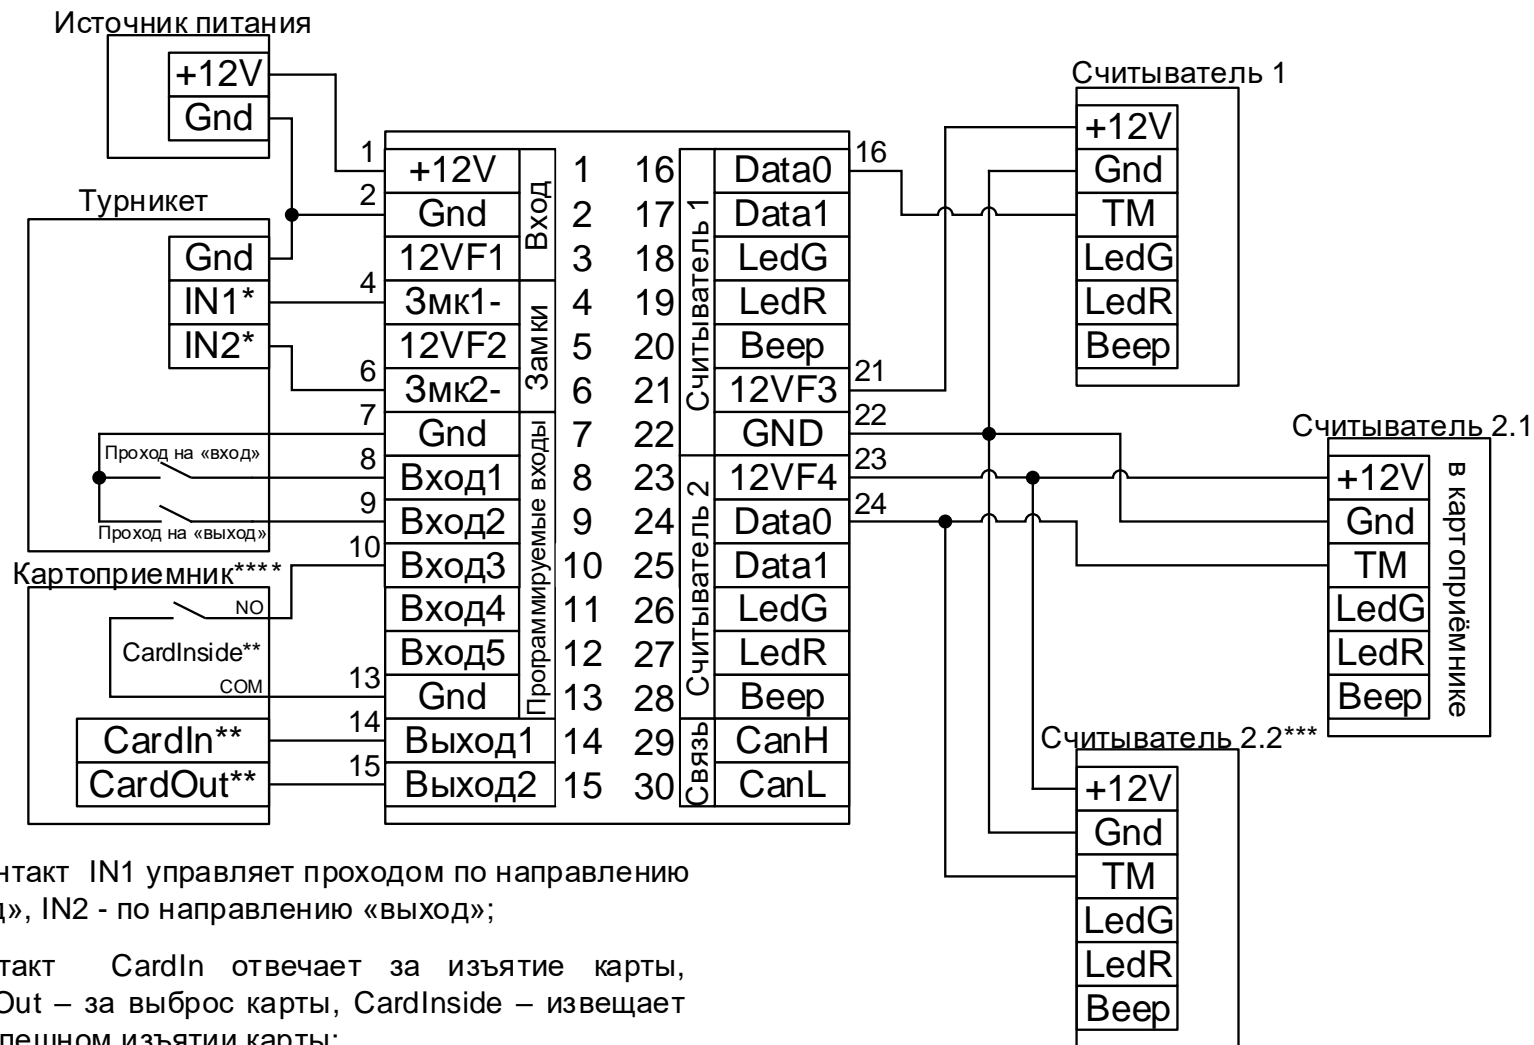 Источник питания
+12V
Gnd
Турникет
Gnd
IN1*
IN2*
Проход на «вход»
Проход на «выход»
Картоприемник****
NO
CardInside**
COM
CardIn**
CardOut**
1
2
4
6
7
8
9
10
13
14
15
+12V
Gnd
12VF1
Змк1-
12VF2
Змк2-
Gnd
Вход1
Вход2
Вход3
Вход4
Вход5
Gnd
Выход1
Выход2
Вход
Замки
Программируемые входы
1 16
2 17
3 18
4 19
5 20
6 21
7 22
8 23
9 24
10 25
11 26
12 27
13 28
14 29
15 30
Считыватель 1
Считыватель 2
Связь
Data0
Data1
LedG
LedR
Beep
12VF3
GND
12VF4
Data0
Data1
LedG
LedR
Beep
CanH
CanL
16
21
22
23
24
Считыватель 1
+12V
Gnd
TM
LedG
LedR
Beep
Считыватель 2.1
+12V
Gnd
TM
LedG
LedR
Beep
в картоприёмнике
Считыватель 2.2***
+12V
Gnd
TM
LedG
LedR
Beep
IN1 управляет проходом по направлению
IN2 - по направлению «выход»;
CardIn отвечает за изъятие карты,
– за выброс карты, CardInside – извещает
изъятии карты;